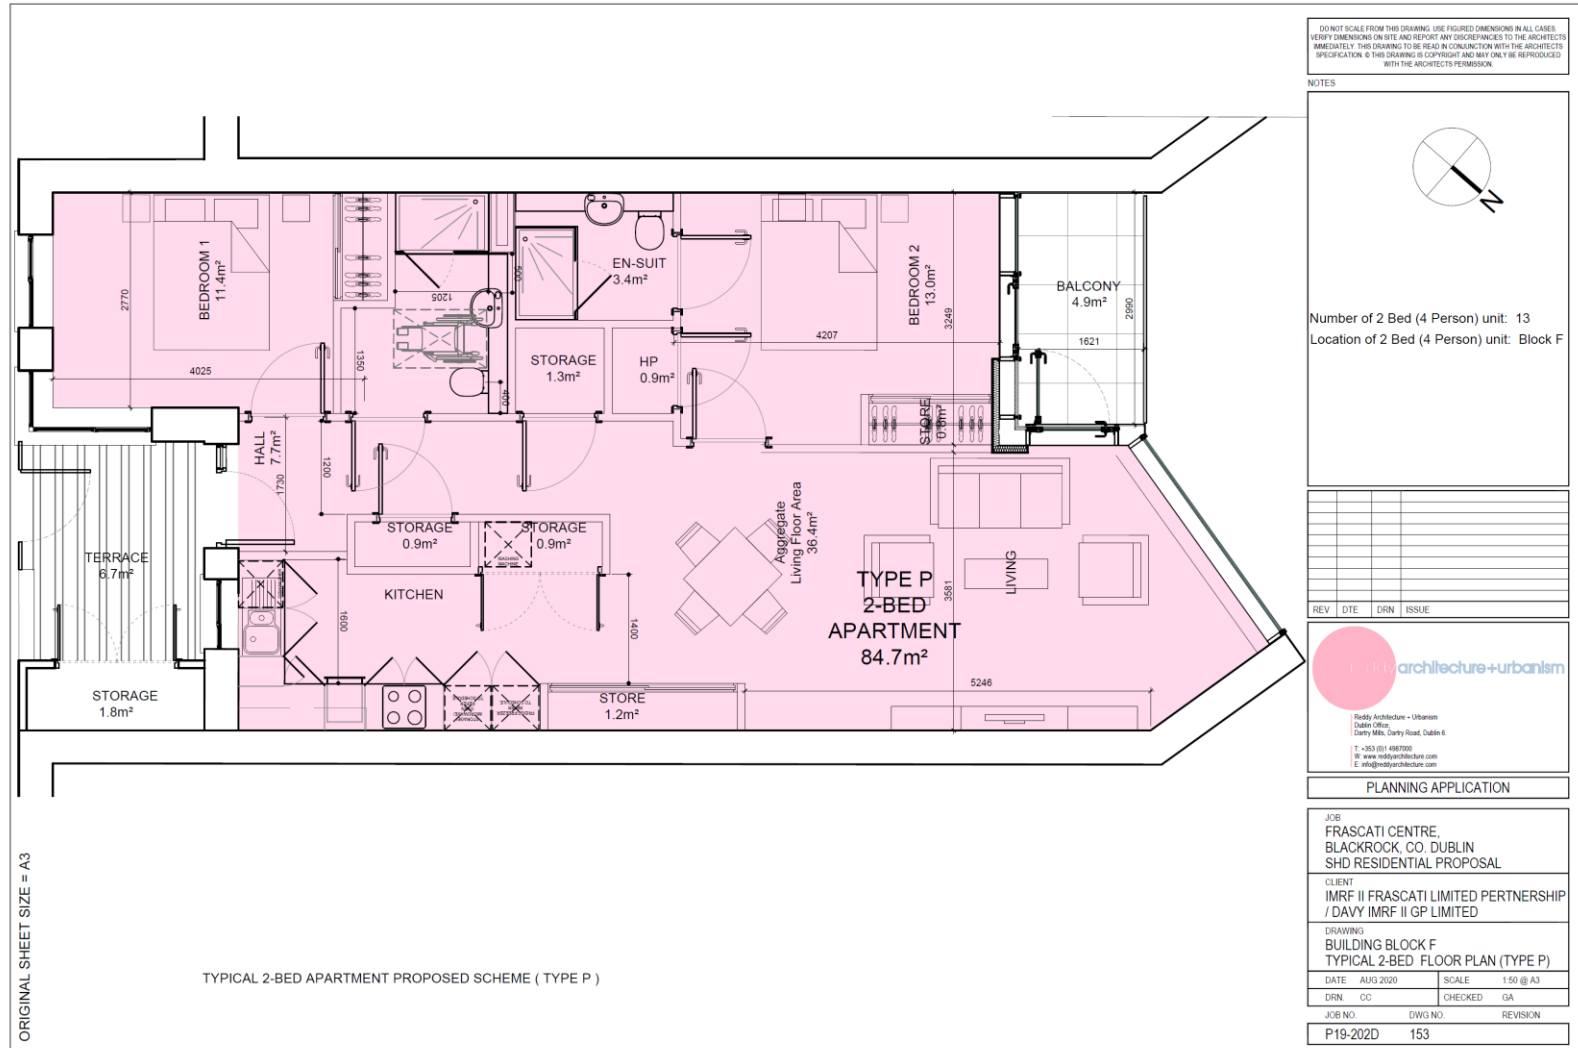 DO NOT SCALE FROM THIS DRAWING. USE FIGURED DIMENSIONS IN ALL CASES.
VERIFY DIMENSIONS ON SITE AND REPORT ANY DISCREPANCIES TO THE ARCHITECTS
IMMEDIATELY. THIS DRAWING TO BE READ IN CONJUNCTION WITH THE ARCHITECTS
SPECIFICATION. © THIS DRAWING IS COPYRIGHT AND MAY ONLY BE REPRODUCED
WITH THE ARCHITECTS PERMISSION.
NOTES
N
Number of 2 Bed (4 Person) unit: 13
Location of 2 Bed (4 Person) unit: Block F
REV DTE DRN ISSUE
reddy architecture+urbanism
Reddy Architecture + Urbanism
Dublin Office,
Dartry Mills, Dartry Road, Dublin 6.
T: +353 (0)1 4987000
W: www.reddyarchitecture.com
E: info@reddyarchitecture.com
PLANNING APPLICATION
JOB
FRASCATI CENTRE,
BLACKROCK, CO. DUBLIN
SHD RESIDENTIAL PROPOSAL
CLIENT
IMRF II FRASCATI LIMITED PERTNERSHIP
/ DAVY IMRF II GP LIMITED
DRAWING
BUILDING BLOCK F
TYPICAL 2-BED FLOOR PLAN (TYPE P)
DATE AUG 2020 SCALE 1:50 @ A3
DRN. CC CHECKED GA
JOB NO. DWG NO. REVISION
P19-202D 153
BEDROOM 1
11.4m²
2770
4025
1205
1350
400
500
EN-SUIT
3.4m²
STORAGE
1.3m²
HP
0.9m²
BEDROOM 2
13.0m²
3249
4207
STORE
0.8m²
BALCONY
4.9m²
2990
1621
HALL
7.7m²
1730
1200
TERRACE
6.7m²
STORAGE
1.8m²
STORAGE
0.9m²
STORAGE
0.9m²
WASHING
MACHINE
KITCHEN
1600
1400
STORE
1.2m²
Aggregate
Living Floor Area
36.4m²
TYPE P
2-BED
APARTMENT
84.7m²
3581
LIVING
5246
TYPICAL 2-BED APARTMENT PROPOSED SCHEME ( TYPE P )
ORIGINAL SHEET SIZE = A3